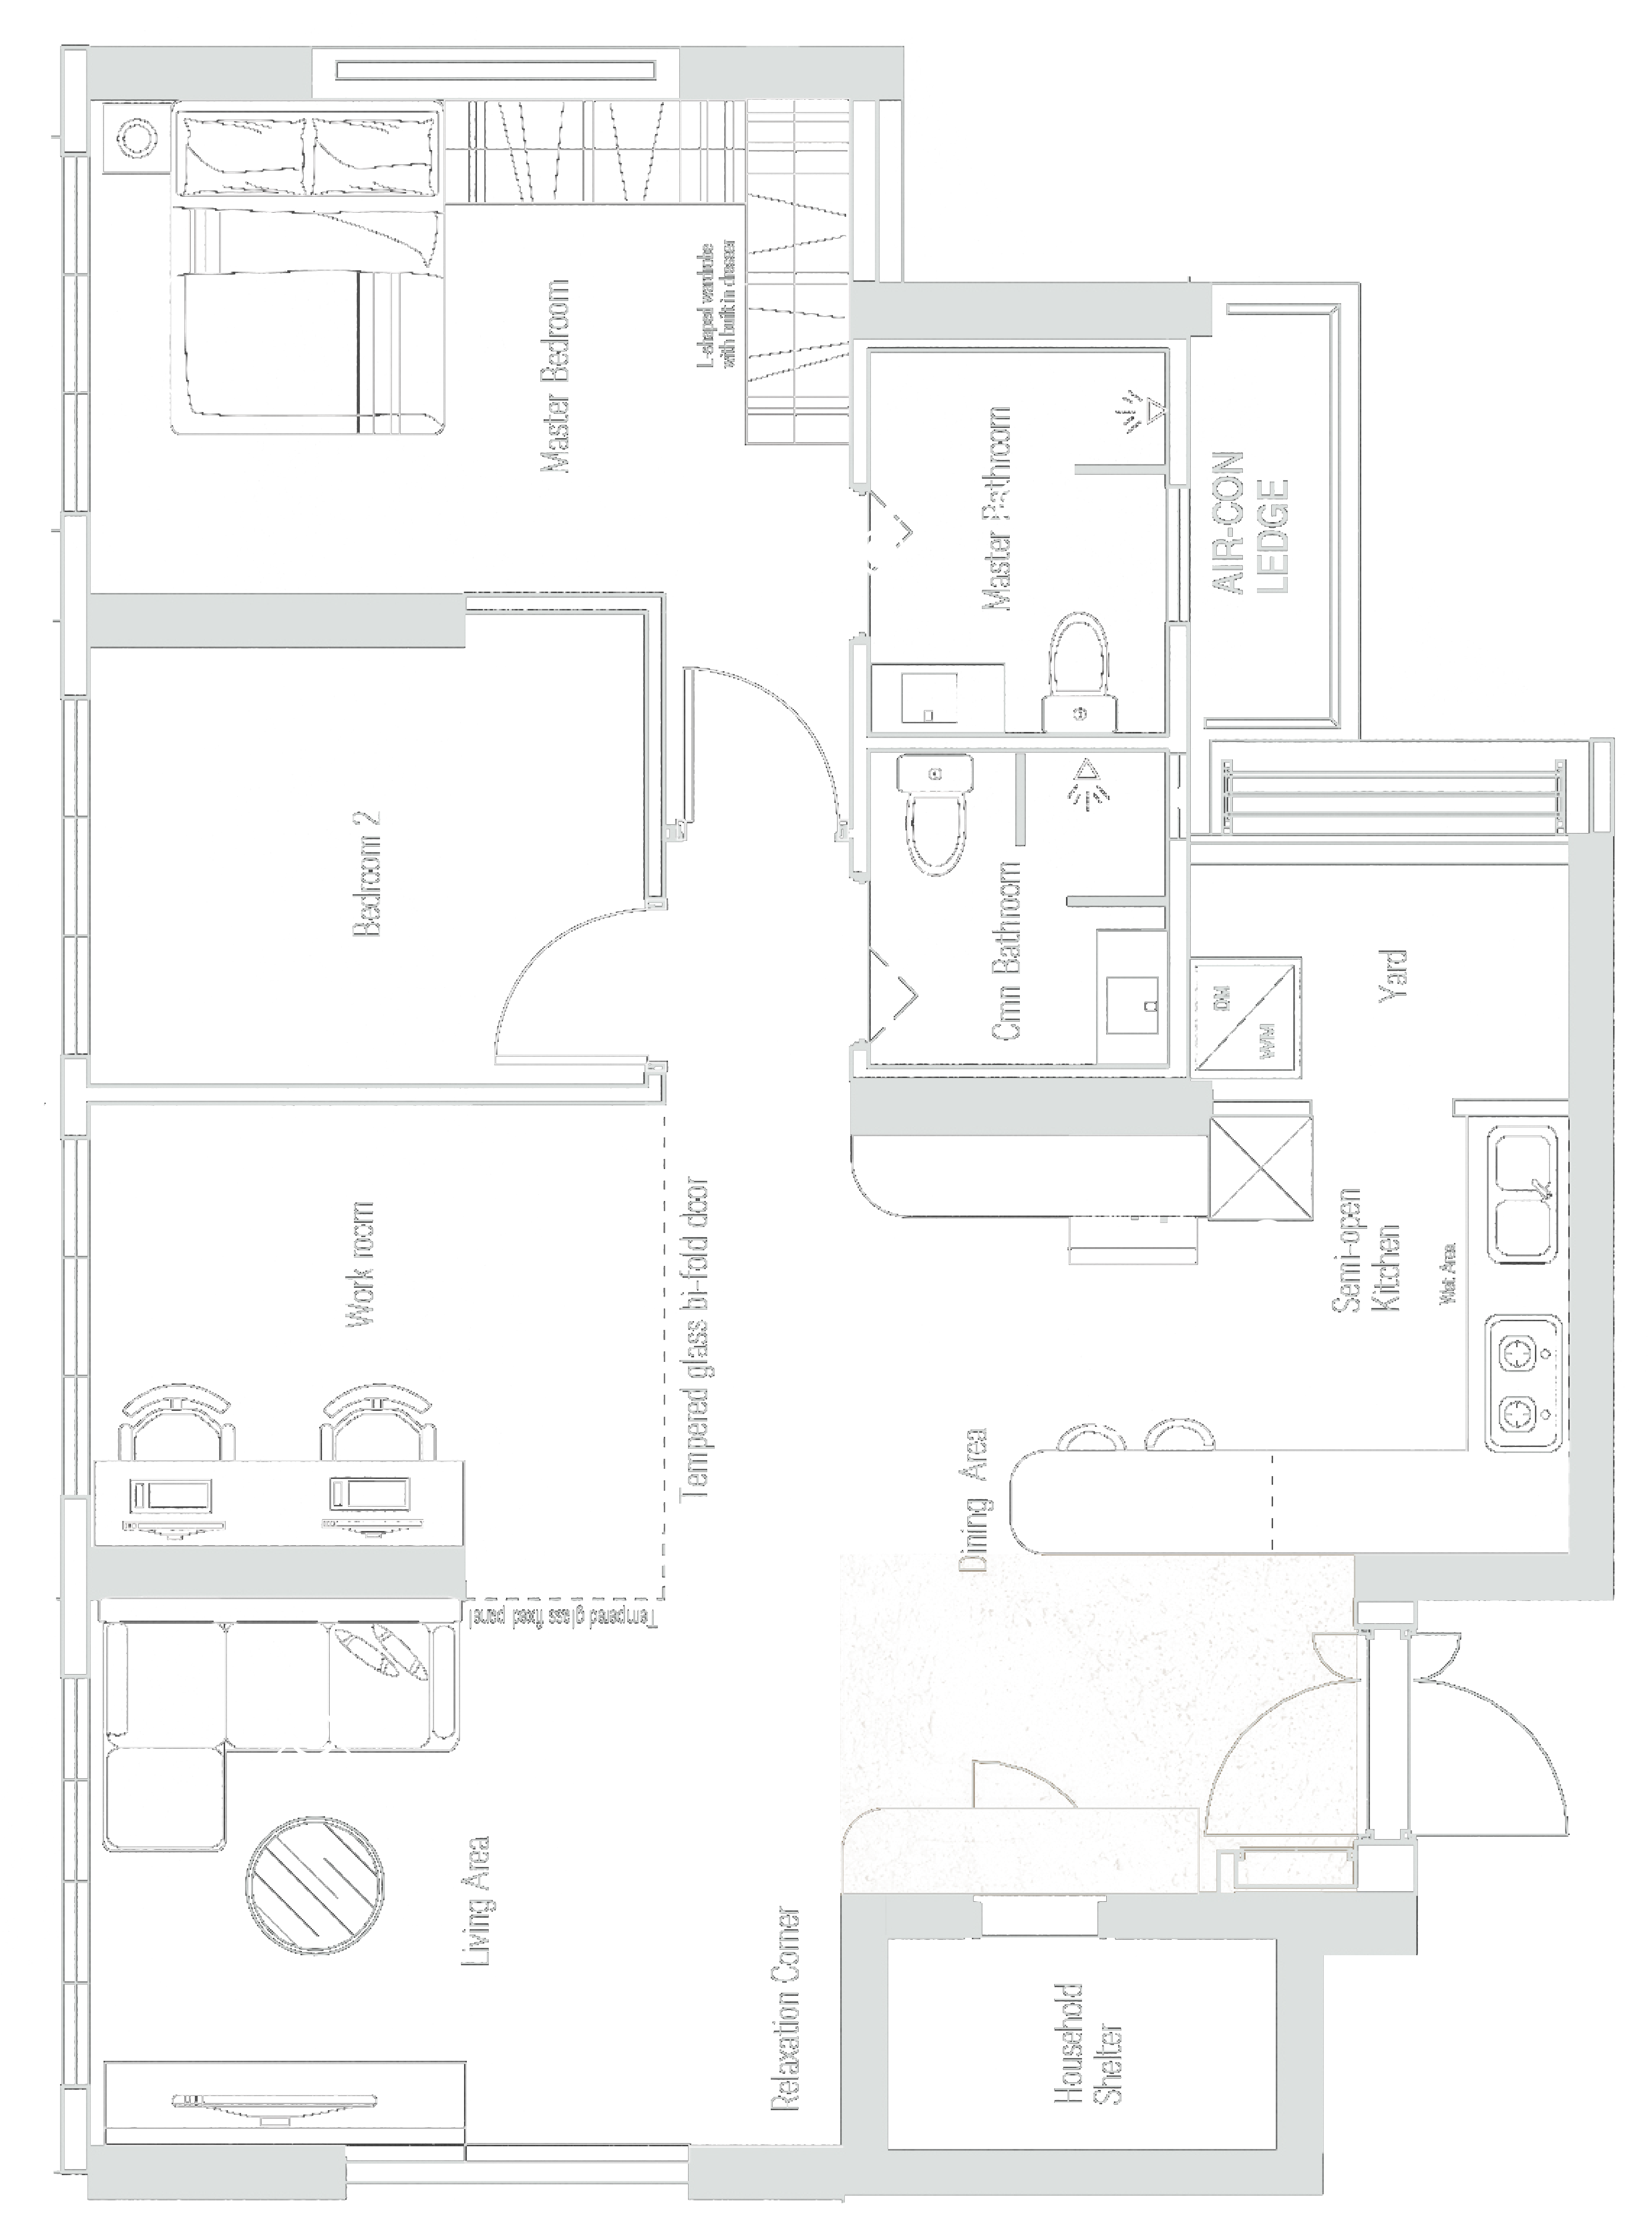 L-shaped wardrobe
with built in dresser
Master Bedroom
Master Bathroom
AIR-CON
LEDGE
Bedroom 2
Cmn Bathroom
DM
WM
Yard
Work room
Tempered glass bi-fold door
Semi-open
Kitchen
Wet Area
Dining Area
Tempered glass fixed panel
Living Area
Relaxation Corner
Household
Shelter